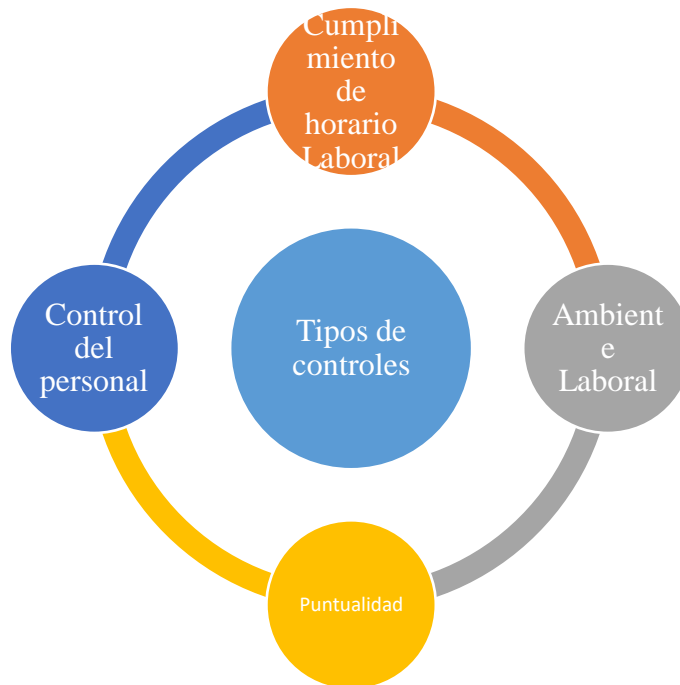 Cumpli
miento
de
horario
Laboral
Control
del
personal
Tipos de
controles
Ambient
e
Laboral
Puntualidad